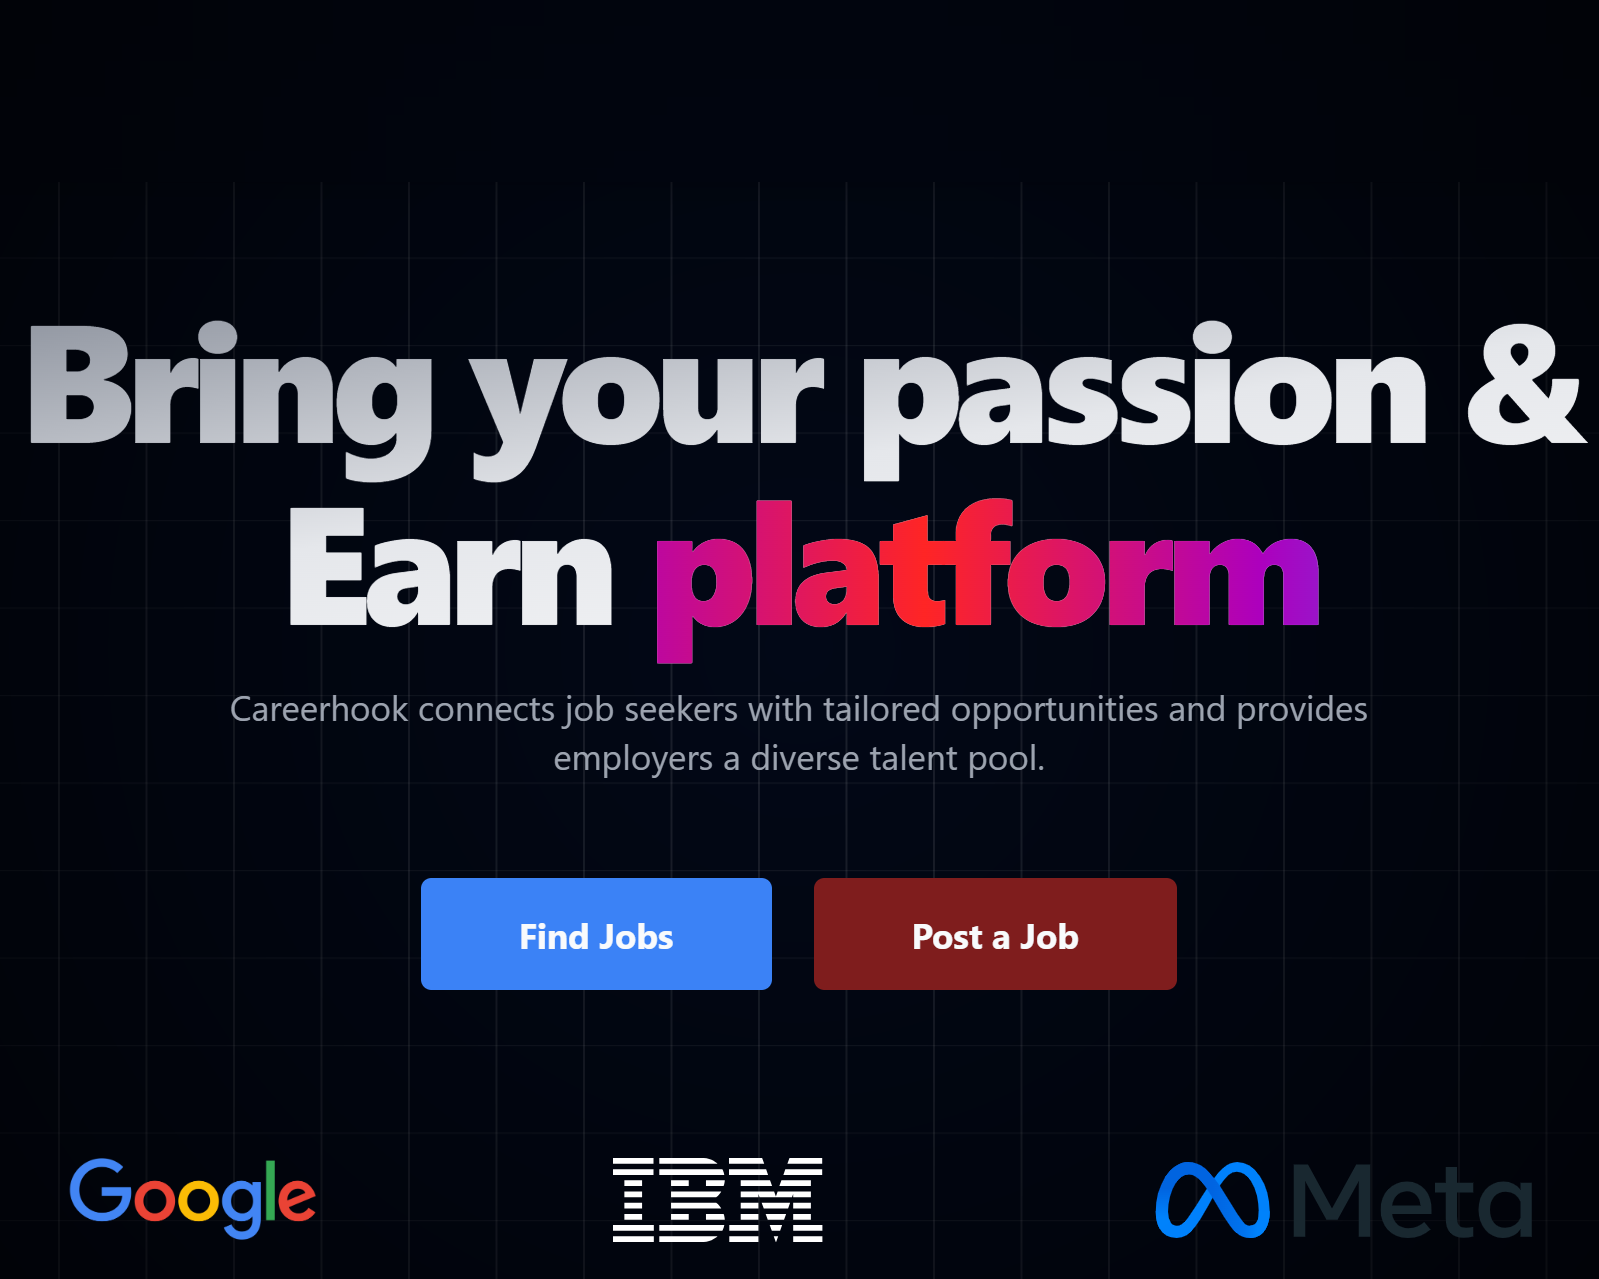 Bring your passion &
Earn platform
Careerhook connects job seekers with tailored opportunities and provides
employers a diverse talent pool.
Find Jobs Post a Job
Google IBM Meta